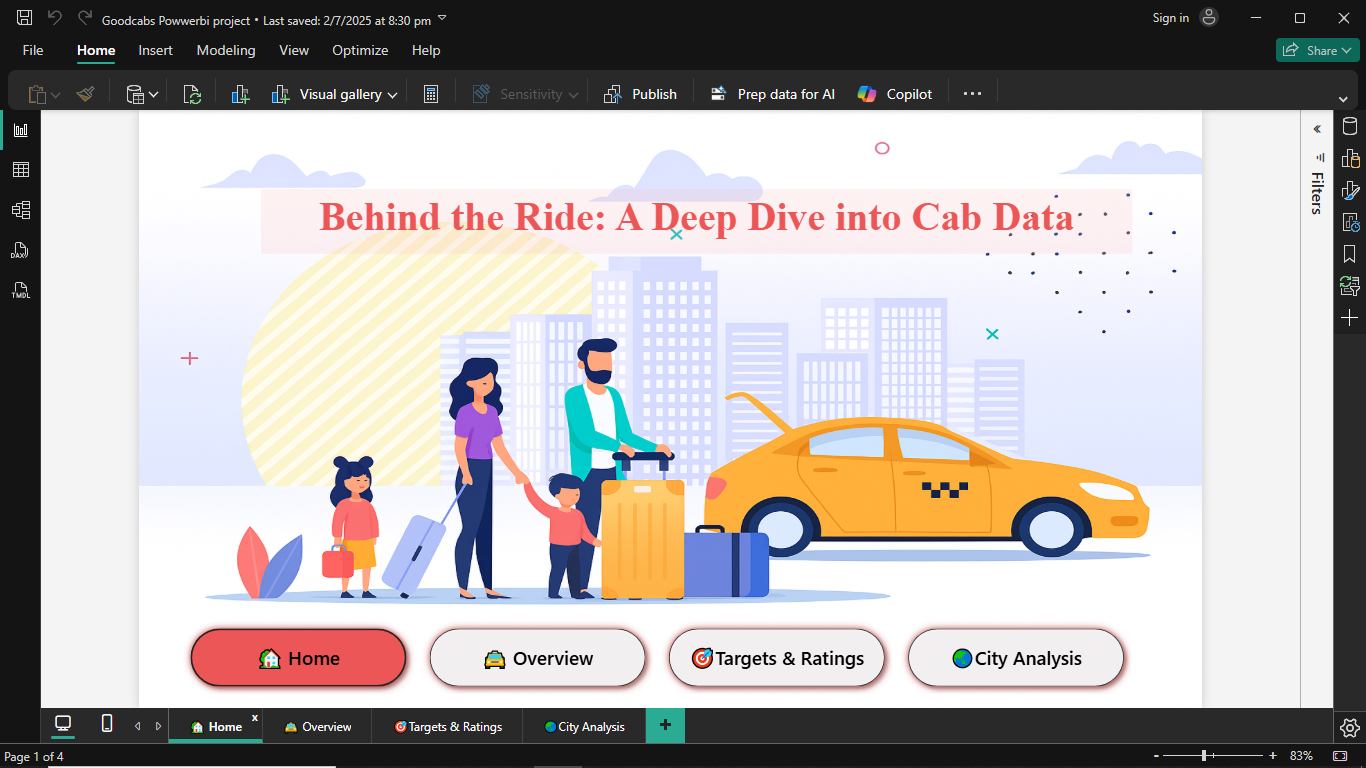 Goodcabs Powwerbi project • Last saved: 2/7/2025 at 8:30 pm
Sign in
File Home Insert Modeling View Optimize Help
Share
Visual gallery
Sensitivity
Publish
Prep data for AI
Copilot
Filters
DAX
TMDL
Behind the Ride: A Deep Dive into Cab Data
Home
Overview
Targets & Ratings
City Analysis
Home x
Overview
Targets & Ratings
City Analysis
+
Page 1 of 4
- + 83%